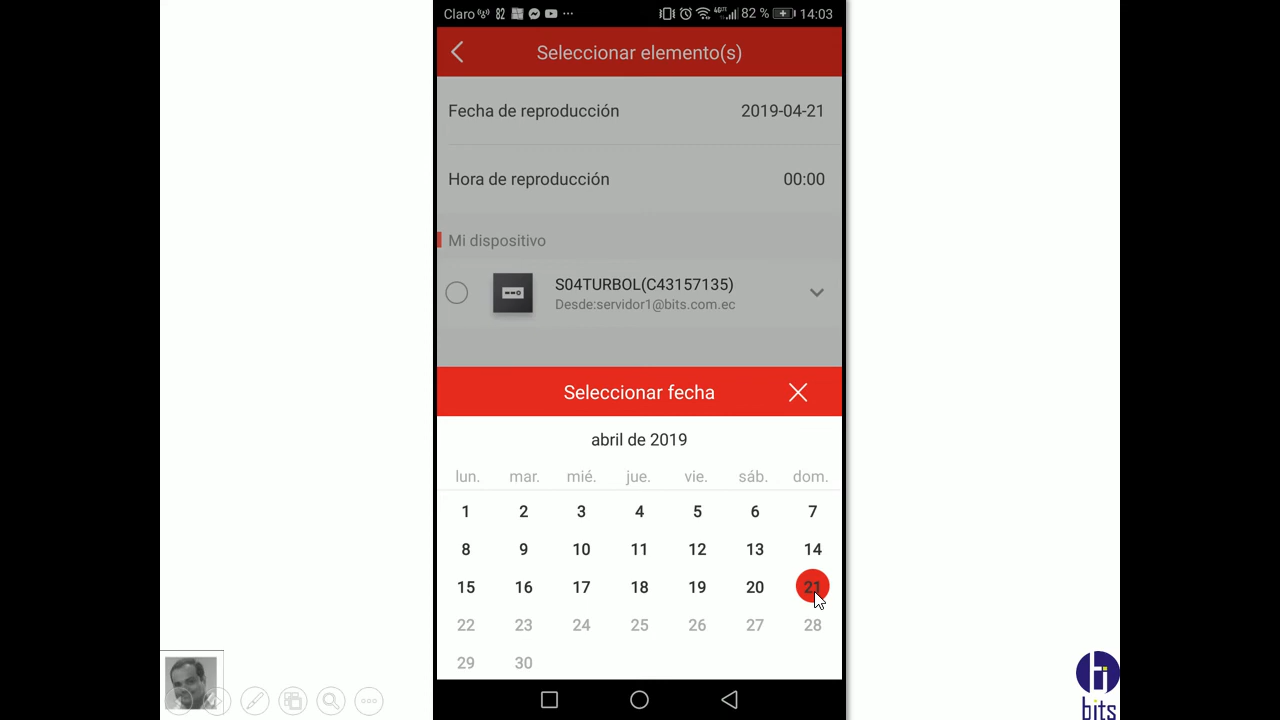 Claro 82 ... 4G 82 % 14:03
Seleccionar elemento(s)
Fecha de reproducción 2019-04-21
Hora de reproducción 00:00
Mi dispositivo
S04TURBOL(C43157135)
Desde:servidor1@bits.com.ec
Seleccionar fecha
abril de 2019
lun. mar. mié. jue. vie. sáb. dom.
1 2 3 4 5 6 7
8 9 10 11 12 13 14
15 16 17 18 19 20 21
22 23 24 25 26 27 28
29 30
bits